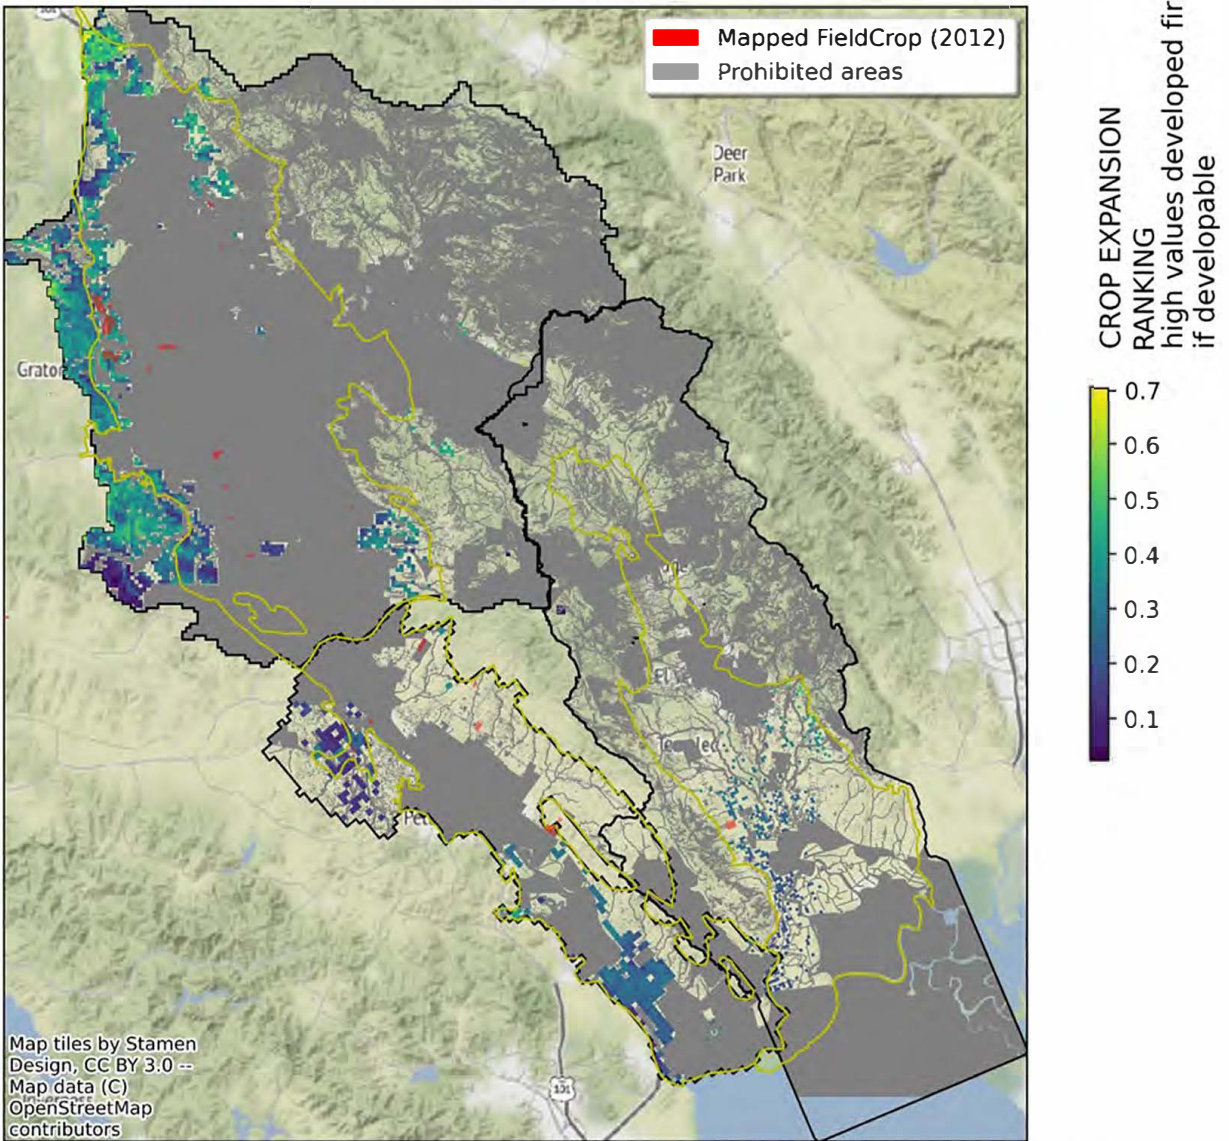 Mapped FieldCrop (2012)
Prohibited areas
Deer
Park
Graton
El
Pet
101
Map tiles by Stamen
Design, CC BY 3.0 --
Map data (C)
OpenStreetMap
contributors
CROP EXPANSION
RANKING
high values developed fir
if developable
0.7
0.6
0.5
0.4
0.3
0.2
0.1